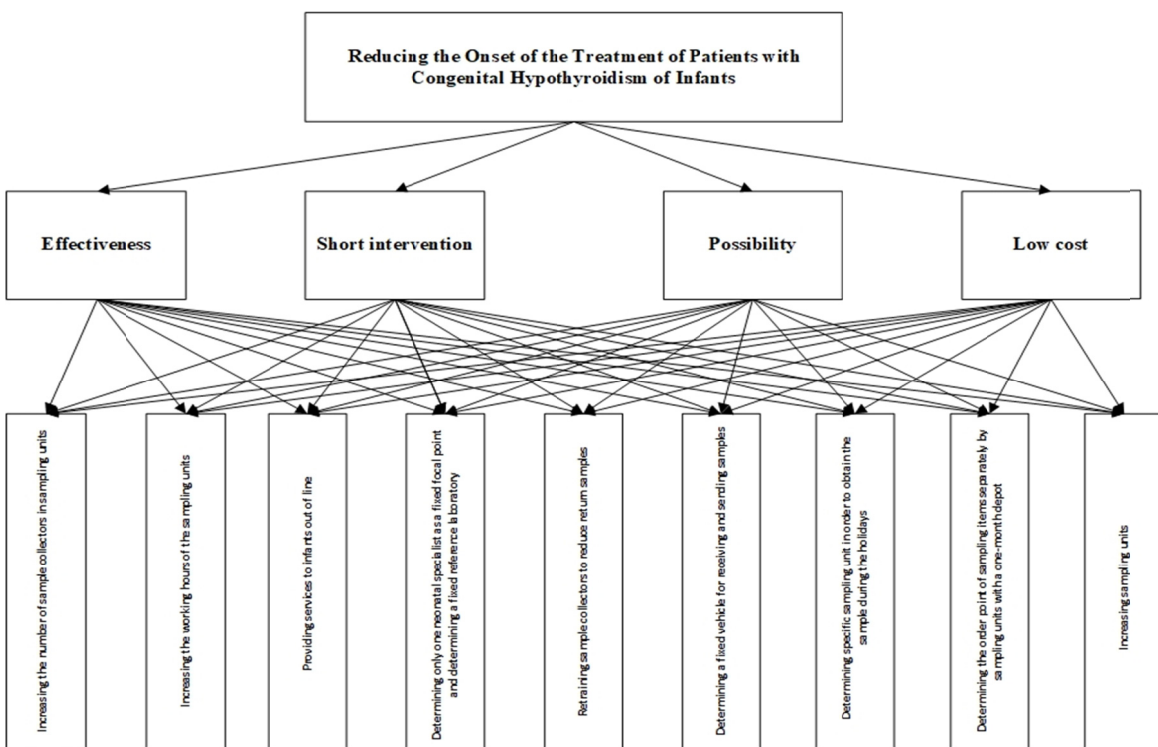 Reducing the Onset of the Treatment of Patients with
Congenital Hypothyroidism of Infants
Effectiveness
Short intervention
Possibility
Low cost
Increasing the number of sample collectors in sampling units
Increasing the working hours of the sampling units
Providing services to infants out of line
Determining only one neonatal specialist as a fixed focal point
and determining a fixed reference laboratory
Retraining sample collectors to reduce return samples
Determining a fixed vehicle for receiving and sending samples
Determining specific sampling unit in order to obtain the
sample during the holidays
Determining the order point of sampling items separately by
sampling units with a one-month depot
Increasing sampling units